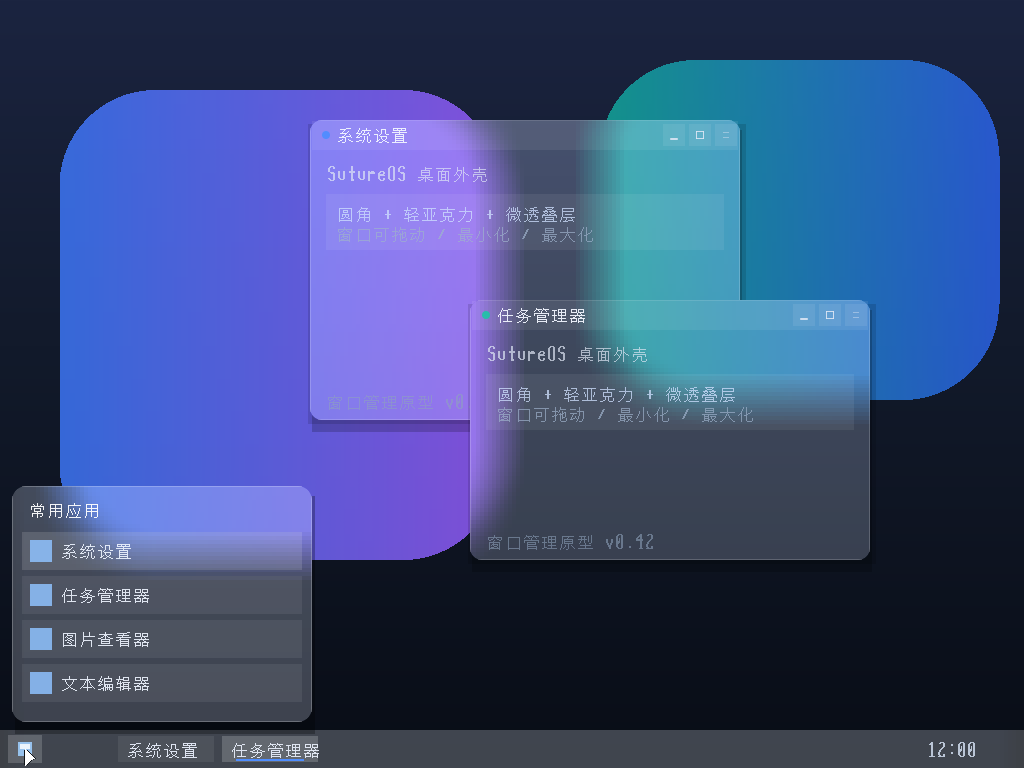 系统设置
SutureOS 桌面外壳
圆角 + 轻亚克力 + 微透叠层
窗口可拖动 / 最小化 / 最大化
窗口管理原型 v0
任务管理器
SutureOS 桌面外壳
圆角 + 轻亚克力 + 微透叠层
窗口可拖动 / 最小化 / 最大化
窗口管理原型 v0.42
常用应用
系统设置
任务管理器
图片查看器
文本编辑器
系统设置
任务管理器
12:00